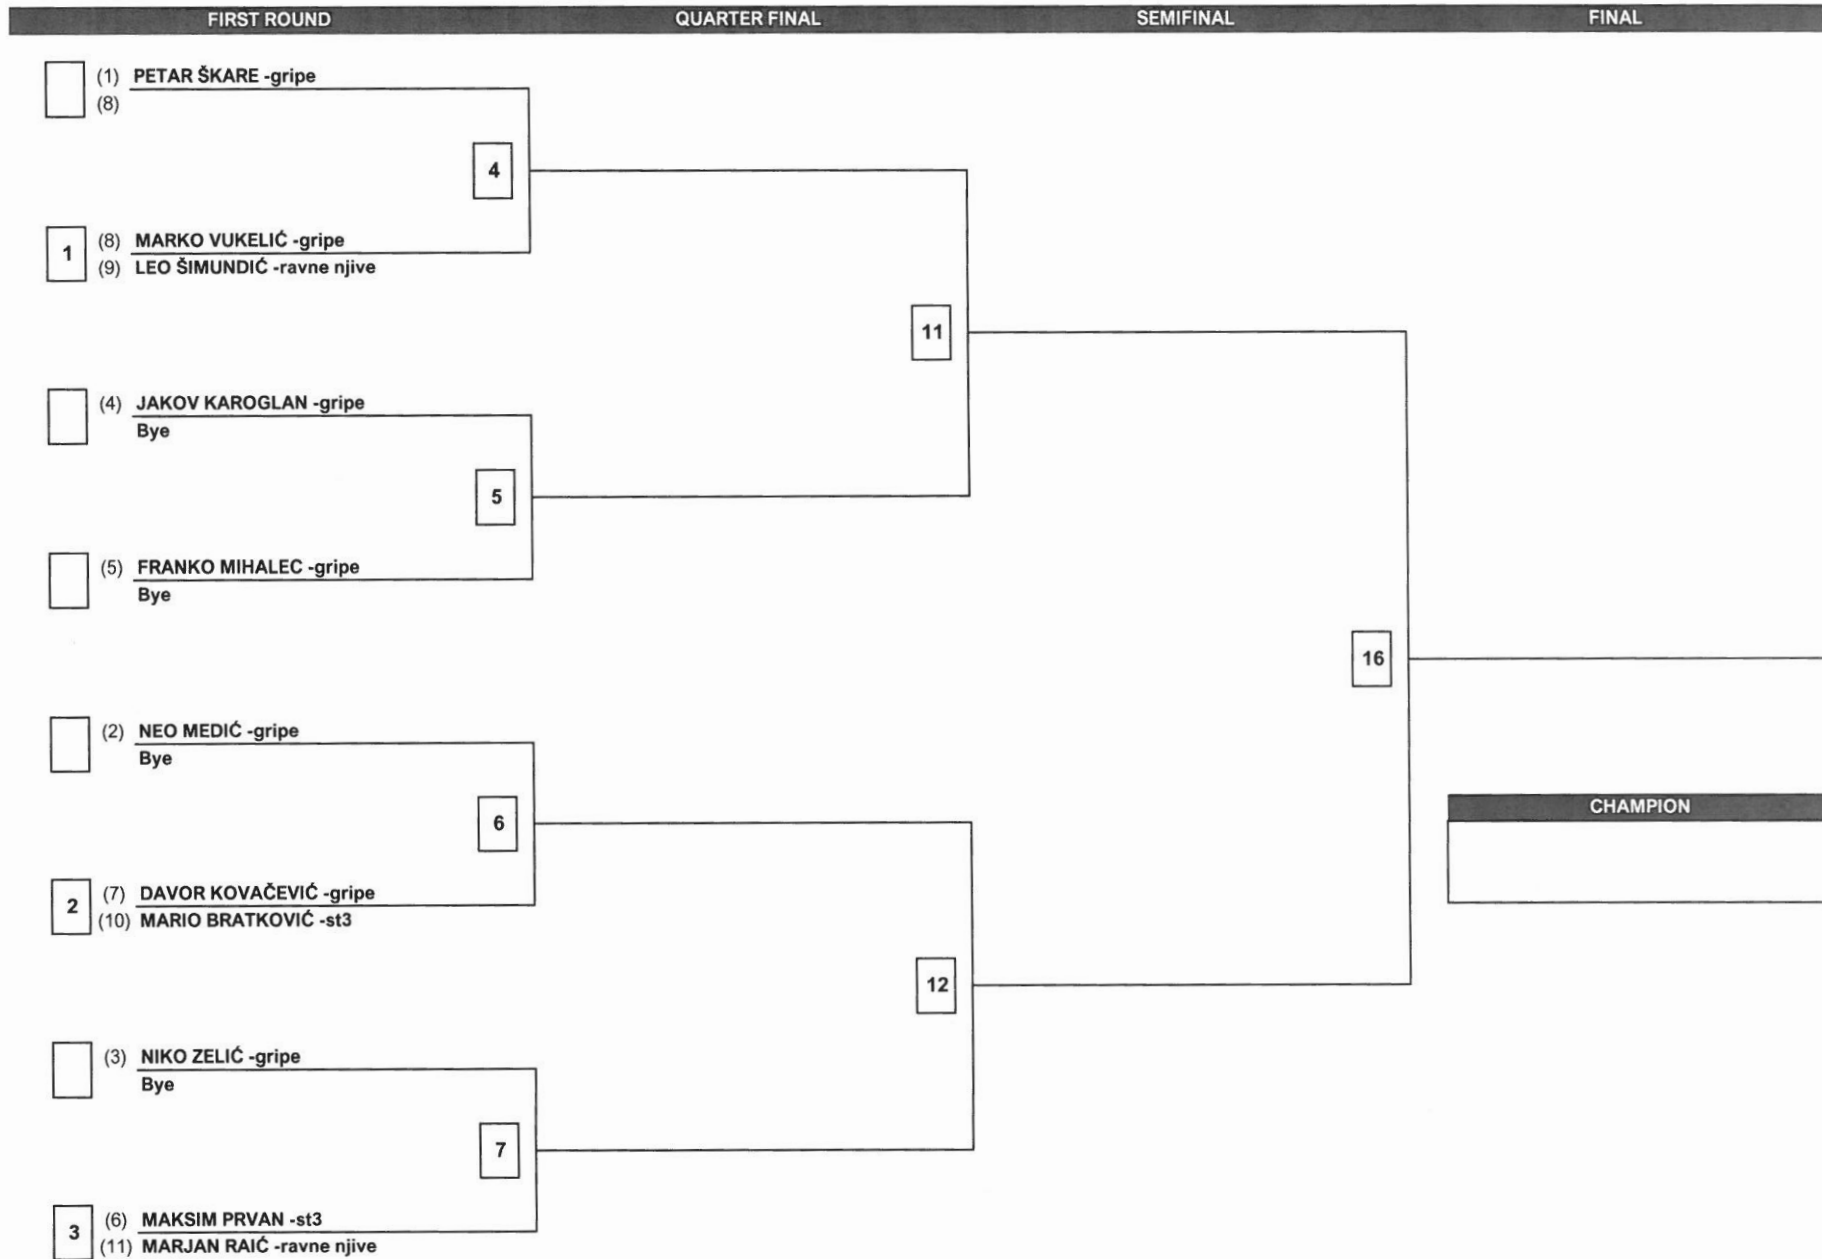 FIRST ROUND QUARTER FINAL SEMIFINAL FINAL
(1) PETAR ŠKARE -gripe
(8)
4
1 (8) MARKO VUKELIĆ -gripe
(9) LEO ŠIMUNDIĆ -ravne njive
11
(4) JAKOV KAROGLAN -gripe
Bye
5
(5) FRANKO MIHALEC -gripe
Bye
16
(2) NEO MEDIĆ -gripe
Bye
CHAMPION
6
2 (7) DAVOR KOVAČEVIĆ -gripe
(10) MARIO BRATKOVIĆ -st3
12
(3) NIKO ZELIĆ -gripe
Bye
7
3 (6) MAKSIM PRVAN -st3
(11) MARJAN RAIĆ -ravne njive